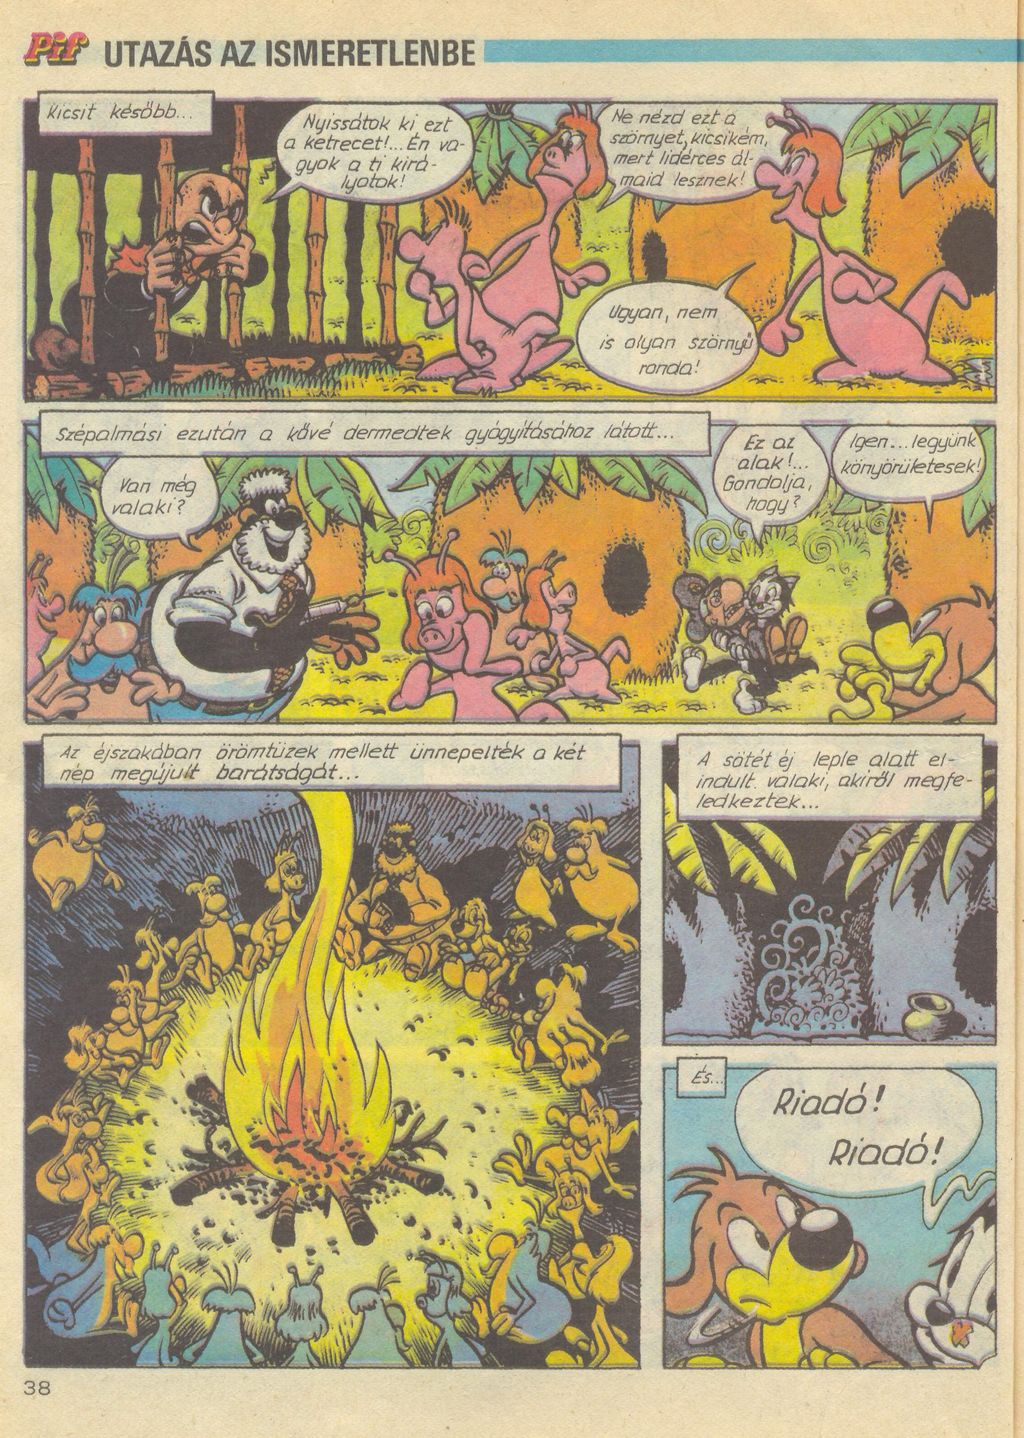 Pif UTAZÁS AZ ISMERETLENBE
Kicsit később...
Nyissátok ki ezt
a ketrecet!... Én va-
gyok a ti kirá-
lyotok!
Ne nézd ezt a
szörnyet, kicsikém,
mert lidérces ál-
maid lesznek!
Ugyan, nem
is olyan szörnyű
ronda!
Szépalmási ezután a kővé dermedtek gyógyításához látott...
Van még
valaki?
Ez az
alak!...
Gondolja,
hogy?
Igen... legyünk
könyörületesek!
Az éjszakában örömtüzek mellett ünnepelték a két
nép megújult barátságát...
A sötét éj leple alatt el-
indult valaki, akiről megfe-
ledkeztek...
És...
Riadó!
Riadó!
38